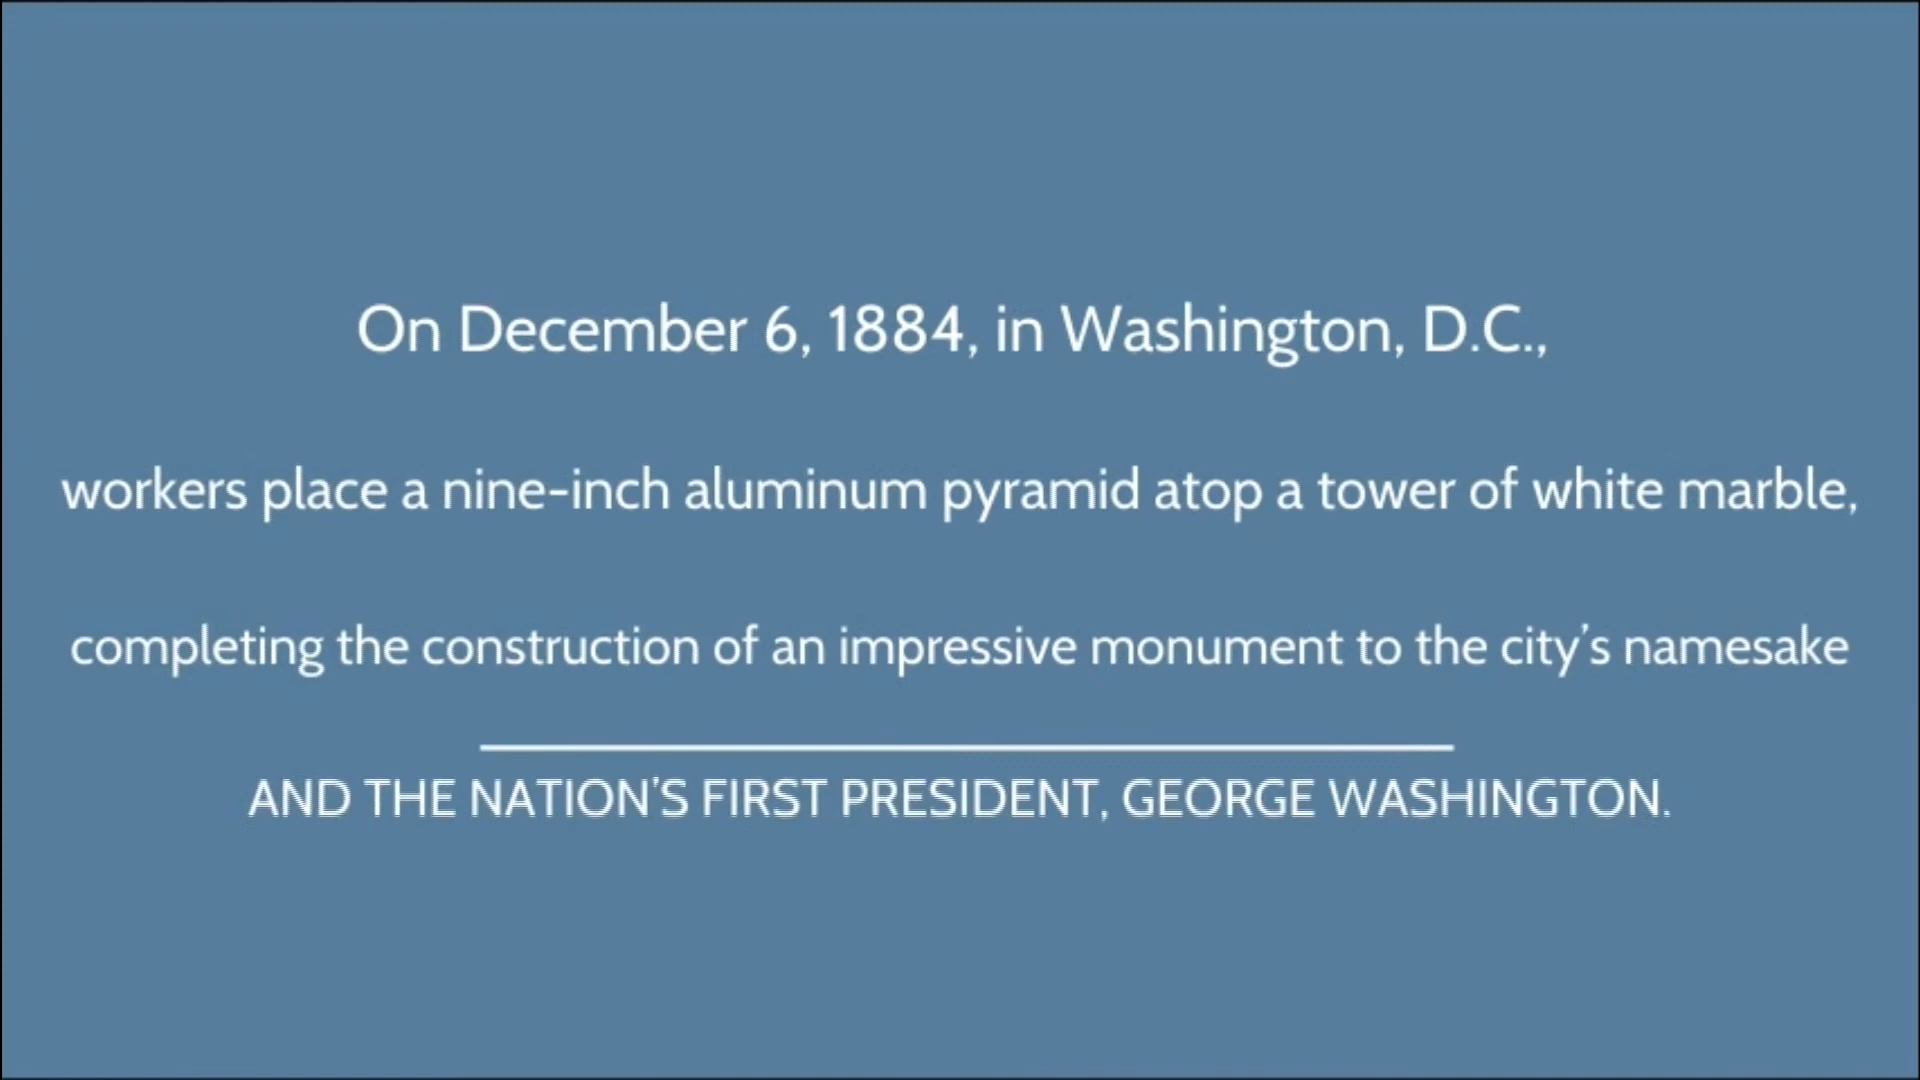 On December 6, 1884, in Washington, D.C.,
workers place a nine-inch aluminum pyramid atop a tower of white marble,
completing the construction of an impressive monument to the city’s namesake
AND THE NATION’S FIRST PRESIDENT, GEORGE WASHINGTON.